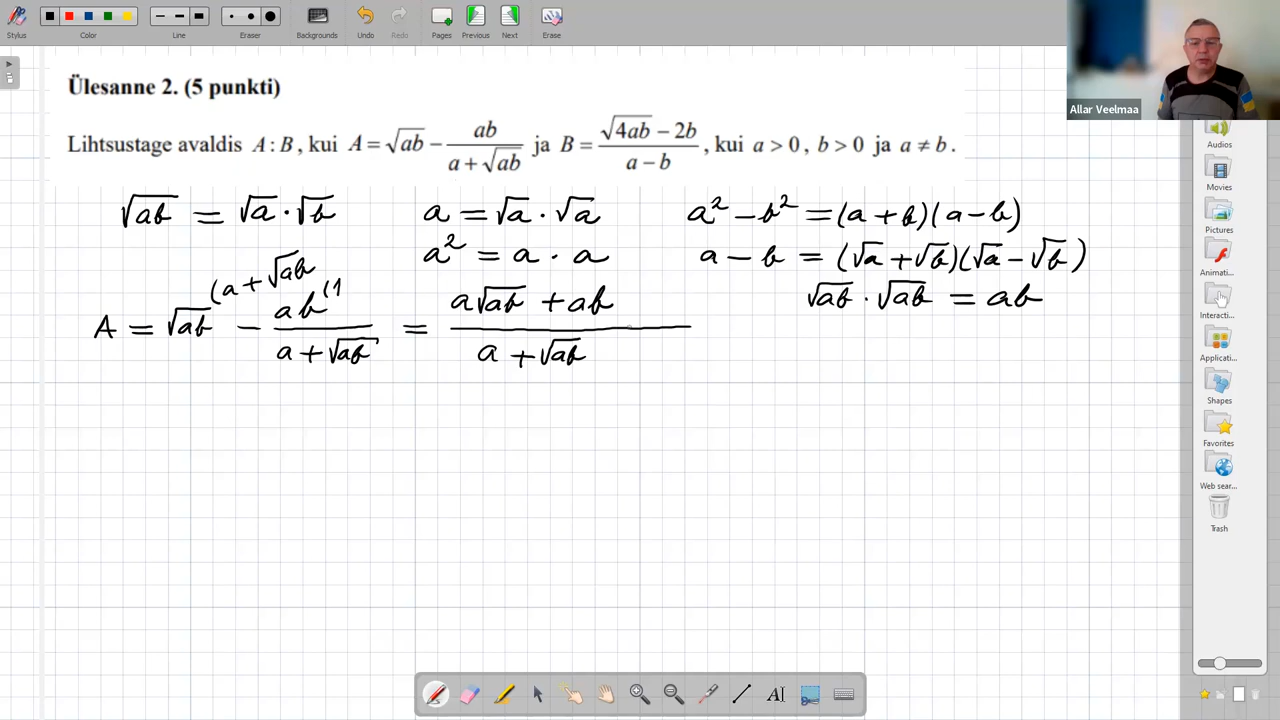 Stylus
Color
Line
Eraser
Backgrounds
Undo
Redo
Pages
Previous
Next
Erase
Allar Veelmaa
Ülesanne 2. (5 punkti)
Lihtsustage avaldis A : B, kui A = √ab − ab/(a + √ab) ja B = (√4ab − 2b)/(a − b), kui a > 0, b > 0 ja a ≠ b.
√ab = √a · √b
a = √a · √a
a² − b² = (a + b)(a − b)
a² = a · a
a − b = (√a + √b)(√a − √b)
√ab · √ab = ab
A = √ab (a + √ab − ab (1 / a + √ab = a√ab + ab / a + √ab
Audios
Movies
Pictures
Animati...
Interacti...
Applicati...
Shapes
Favorites
Web sear...
Trash